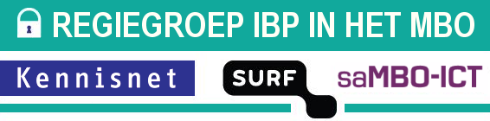 REGIEGROEP IBP IN HET MBO
Kennisnet SURF saMBO-ICT